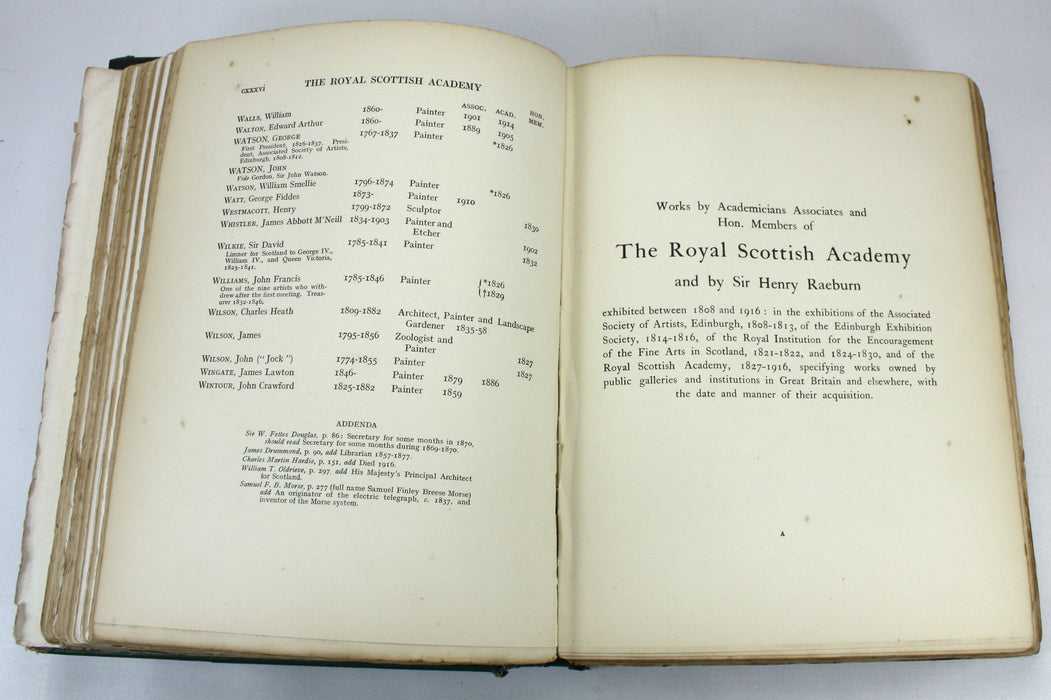 cxxxvi THE ROYAL SCOTTISH ACADEMY
ASSOC. ACAD. HON. MEM.
WALLS, William 1860- Painter 1901 1914
WALTON, Edward Arthur 1860- Painter 1889 1905
WATSON, GEORGE 1767-1837 Painter *1826
First President, 1826-1837. Presi-
dent, Associated Society of Artists,
Edinburgh, 1808-1812.
WATSON, JOHN
Vide Gordon, Sir John Watson.
WATSON, William Smellie 1796-1874 Painter *1826
WATT, George Fiddes 1873- Painter 1910
WESTMACOTT, Henry 1799-1872 Sculptor 1830
WHISTLER, James Abbott M'Neill 1834-1903 Painter and
Etcher 1902
WILKIE, Sir David 1785-1841 Painter 1832
Limner for Scotland to George IV.,
William IV., and Queen Victoria,
1823-1841.
WILLIAMS, John Francis 1785-1846 Painter {*1826
One of the nine artists who with- {†1829
drew after the first meeting. Treas-
urer 1832-1846.
WILSON, Charles Heath 1809-1882 Architect, Painter and Landscape
Gardener 1835-58
WILSON, James 1795-1856 Zoologist and
Painter 1827
WILSON, John ("Jock") 1774-1855 Painter 1827
WINGATE, James Lawton 1846- Painter 1879 1886
WINTOUR, John Crawford 1825-1882 Painter 1859
ADDENDA
Sir W. Fettes Douglas, p. 86: Secretary for some months in 1870,
should read Secretary for some months during 1869-1870.
James Drummond, p. 90, add Librarian 1857-1877.
Charles Martin Hardie, p. 151, add Died 1916.
William T. Oldrieve, p. 297, add His Majesty's Principal Architect
for Scotland.
Samuel F. B. Morse, p. 277 (full name Samuel Finley Breese Morse)
add An originator of the electric telegraph, c. 1837, and
inventor of the Morse system.
Works by Academicians Associates and
Hon. Members of
The Royal Scottish Academy
and by Sir Henry Raeburn
exhibited between 1808 and 1916 : in the exhibitions of the Associated
Society of Artists, Edinburgh, 1808-1813, of the Edinburgh Exhibition
Society, 1814-1816, of the Royal Institution for the Encouragement
of the Fine Arts in Scotland, 1821-1822, and 1824-1830, and of the
Royal Scottish Academy, 1827-1916, specifying works owned by
public galleries and institutions in Great Britain and elsewhere, with
the date and manner of their acquisition.
A